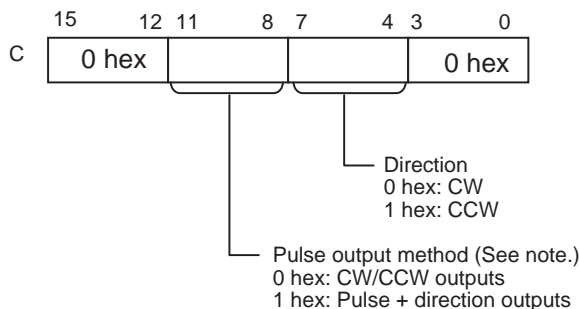 15 12 11 8 7 4 3 0
C 0 hex 0 hex
Direction
0 hex: CW
1 hex: CCW
Pulse output method (See note.)
0 hex: CW/CCW outputs
1 hex: Pulse + direction outputs